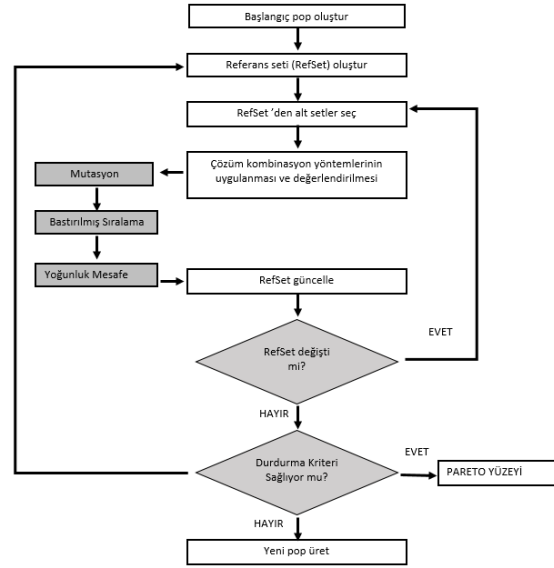 Başlangıç pop oluştur
Referans seti (RefSet) oluştur
RefSet 'den alt setler seç
Çözüm kombinasyon yöntemlerinin
uygulanması ve değerlendirilmesi
Mutasyon
Bastırılmış Sıralama
Yoğunluk Mesafe
RefSet güncelle
EVET
RefSet değişti
mi?
HAYIR
Durdurma Kriteri
Sağlıyor mu?
EVET
PARETO YÜZEYİ
HAYIR
Yeni pop üret